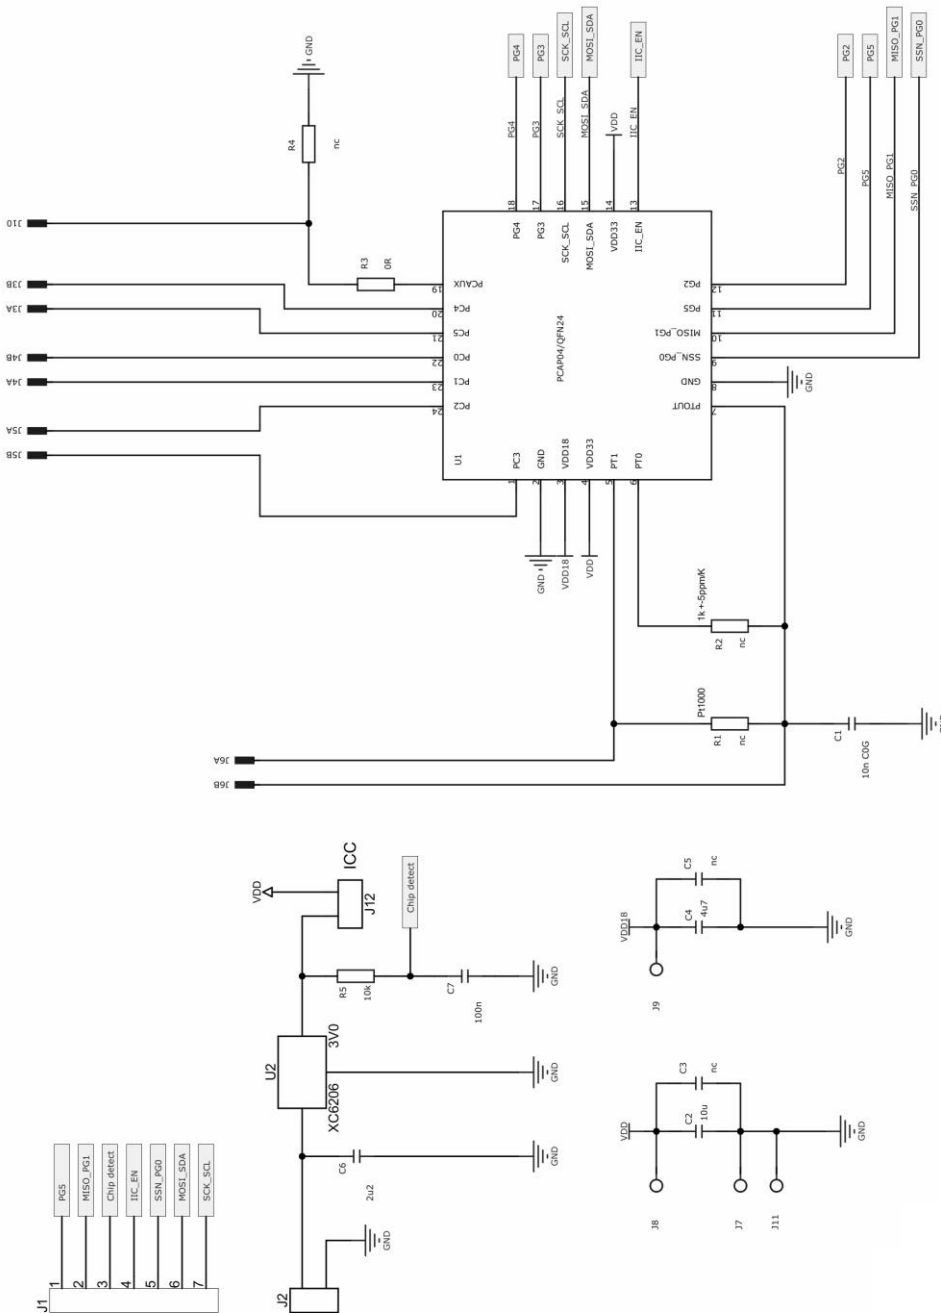 GND
R4
nc
J10
J3B
J3A
J4B
J4A
J5A
J5B
R3
0R
PG4
PG3
SCK_SCL
MOSI_SDA
IIC_EN
PG4
PG3
SCK_SCL
MOSI_SDA
VDD
IIC_EN
18
17
16
15
14
13
PG4
PG3
SCK_SCL
MOSI_SDA
VDD33
IIC_EN
19
20
21
22
23
24
PCAUX
PC4
PC5
PC0
PC1
PC2
PCAP04/QFN24
U1
PG2
PG5
MISO_PG1
SSN_PG0
GND
PTOUT
12
11
10
9
8
7
PG2
PG5
MISO_PG1
SSN_PG0
PG2
PG5
MISO_PG1
SSN_PG0
GND
PC3
GND
VDD18
VDD33
PT1
PT0
1
2
3
4
5
6
GND
VDD18
VDD
1k+-5ppm/K
R2
nc
Pt1000
R1
nc
C1
10n C0G
GND
J6A
J6B
VDD
ICC
J12
Chip detect
R5
10k
C7
100n
GND
U2
3V0
XC6206
GND
C6
2u2
GND
J2
GND
VDD18
C5
nc
C4
4u7
J9
GND
VDD
C3
nc
C2
10u
J8
J7
J11
GND
PG5
MISO_PG1
Chip detect
IIC_EN
SSN_PG0
MOSI_SDA
SCK_SCL
1
2
3
4
5
6
7
J1